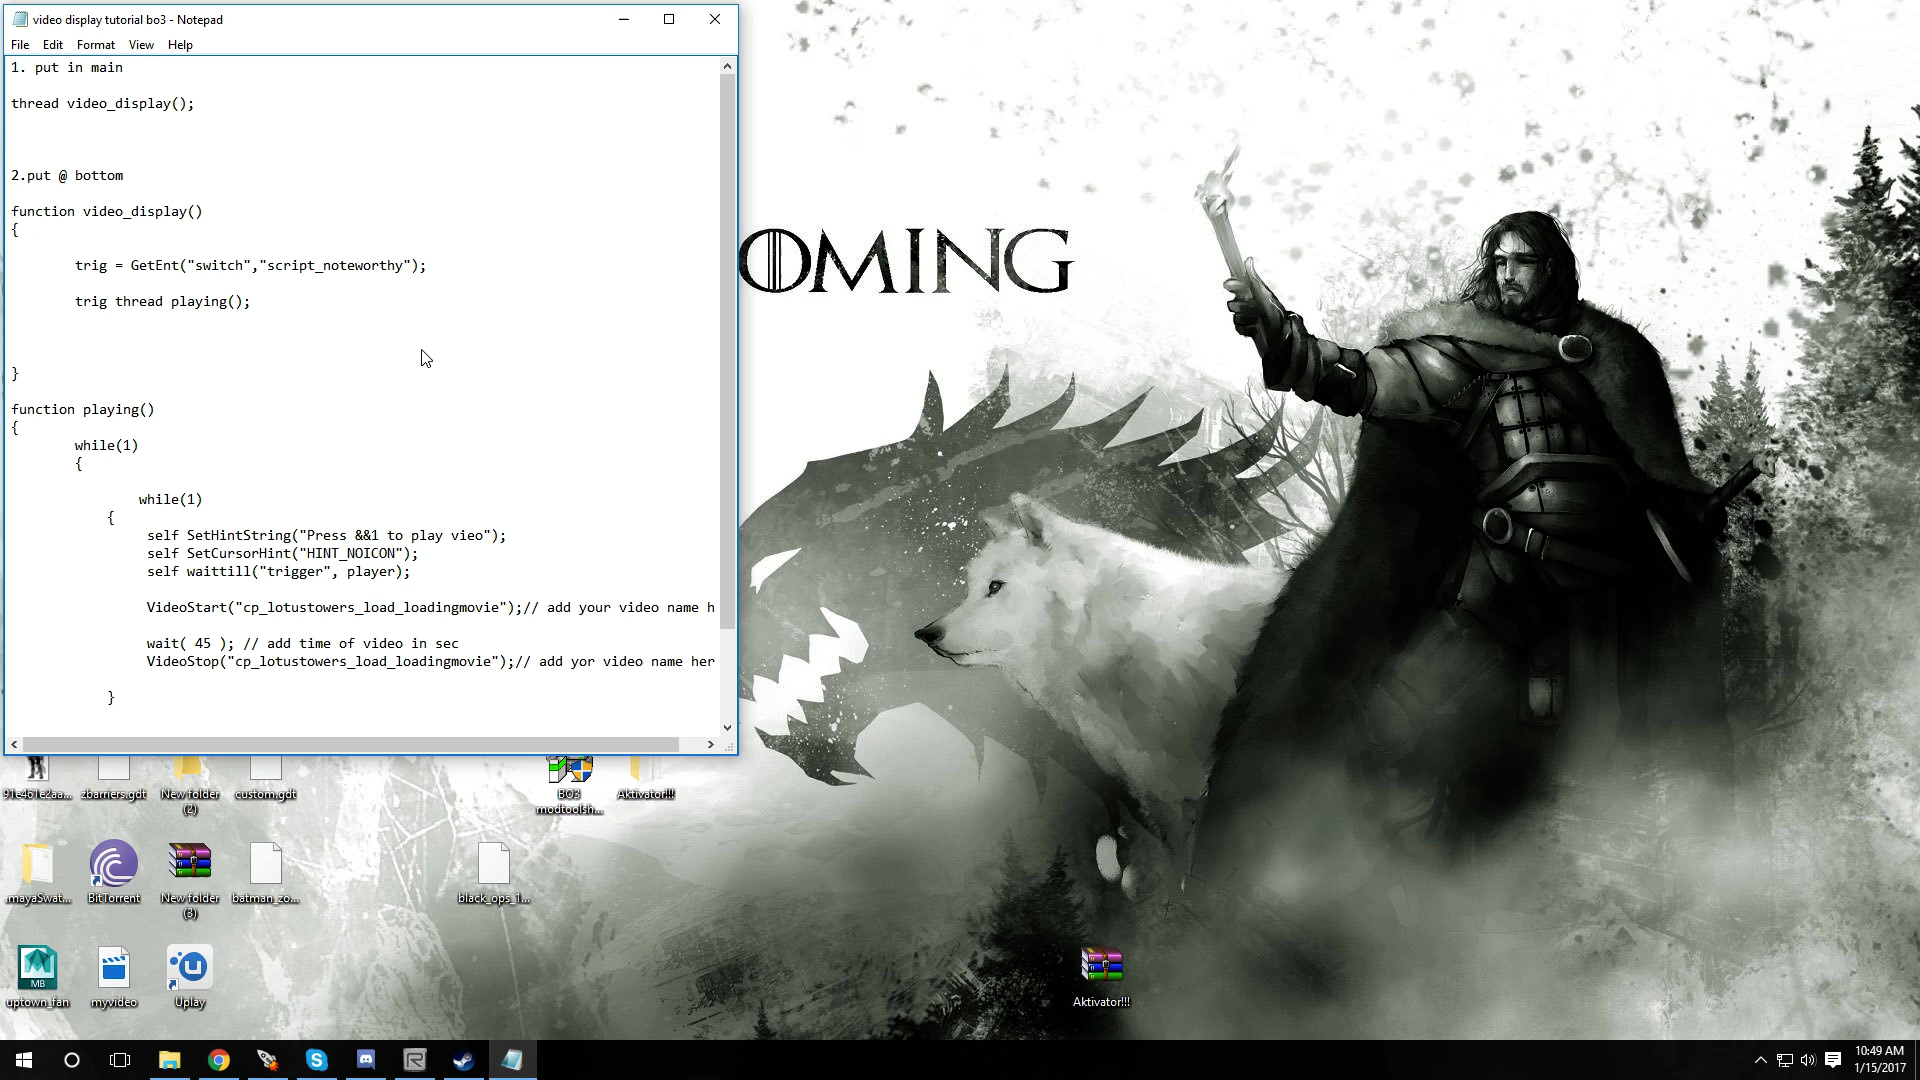 video display tutorial bo3 - Notepad
File Edit Format View Help
1. put in main
thread video_display();
2.put @ bottom
function video_display()
{
trig = GetEnt("switch","script_noteworthy");
trig thread playing();
}
function playing()
{
while(1)
{
while(1)
{
self SetHintString("Press &&1 to play vieo");
self SetCursorHint("HINT_NOICON");
self waittill("trigger", player);
VideoStart("cp_lotustowers_load_loadingmovie");// add your video name h
wait( 45 ); // add time of video in sec
VideoStop("cp_lotustowers_load_loadingmovie");// add yor video name her
}
OMING
91e461e2aa... zbarriers.gdt New folder (2) custom.gdt BO3 modtoolsh... Aktivator!!!
.mayaSwat... BitTorrent New folder (3) batman_zo... black_ops_1...
MB
uptown_fan myvideo Uplay Aktivator!!!
10:49 AM
1/15/2017